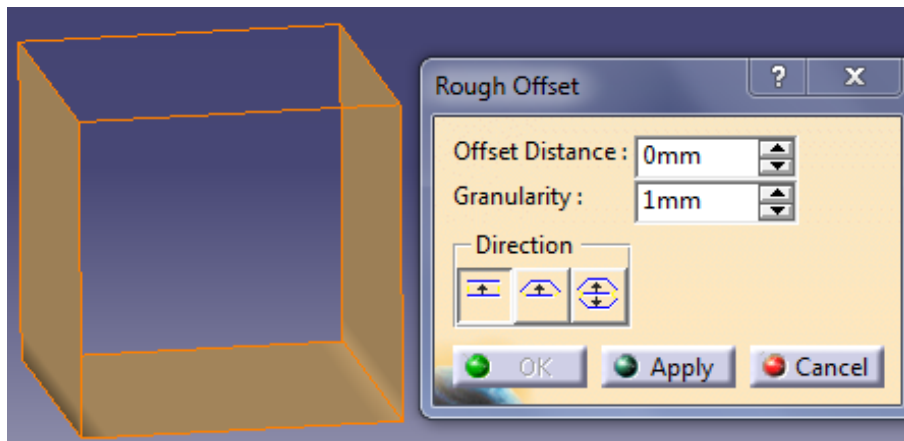 Rough Offset
? X
Offset Distance : 0mm
Granularity : 1mm
Direction
OK Apply Cancel